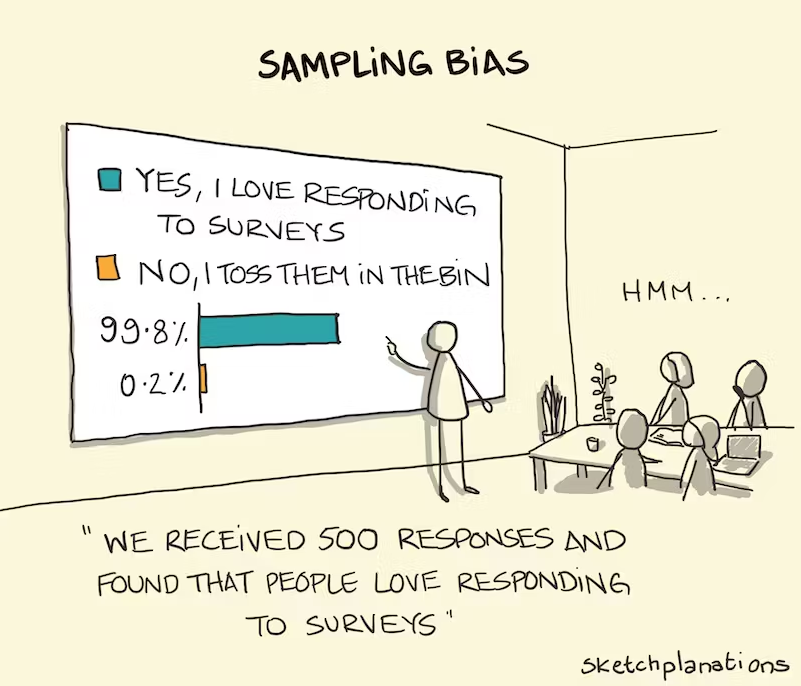 SAMPLING BIAS
YES, I LOVE RESPONDING
TO SURVEYS
NO, I TOSS THEM IN THE BIN
99.8%
0.2%
HMM...
"WE RECEIVED 500 RESPONSES AND
FOUND THAT PEOPLE LOVE RESPONDING
TO SURVEYS"
sketchplanations